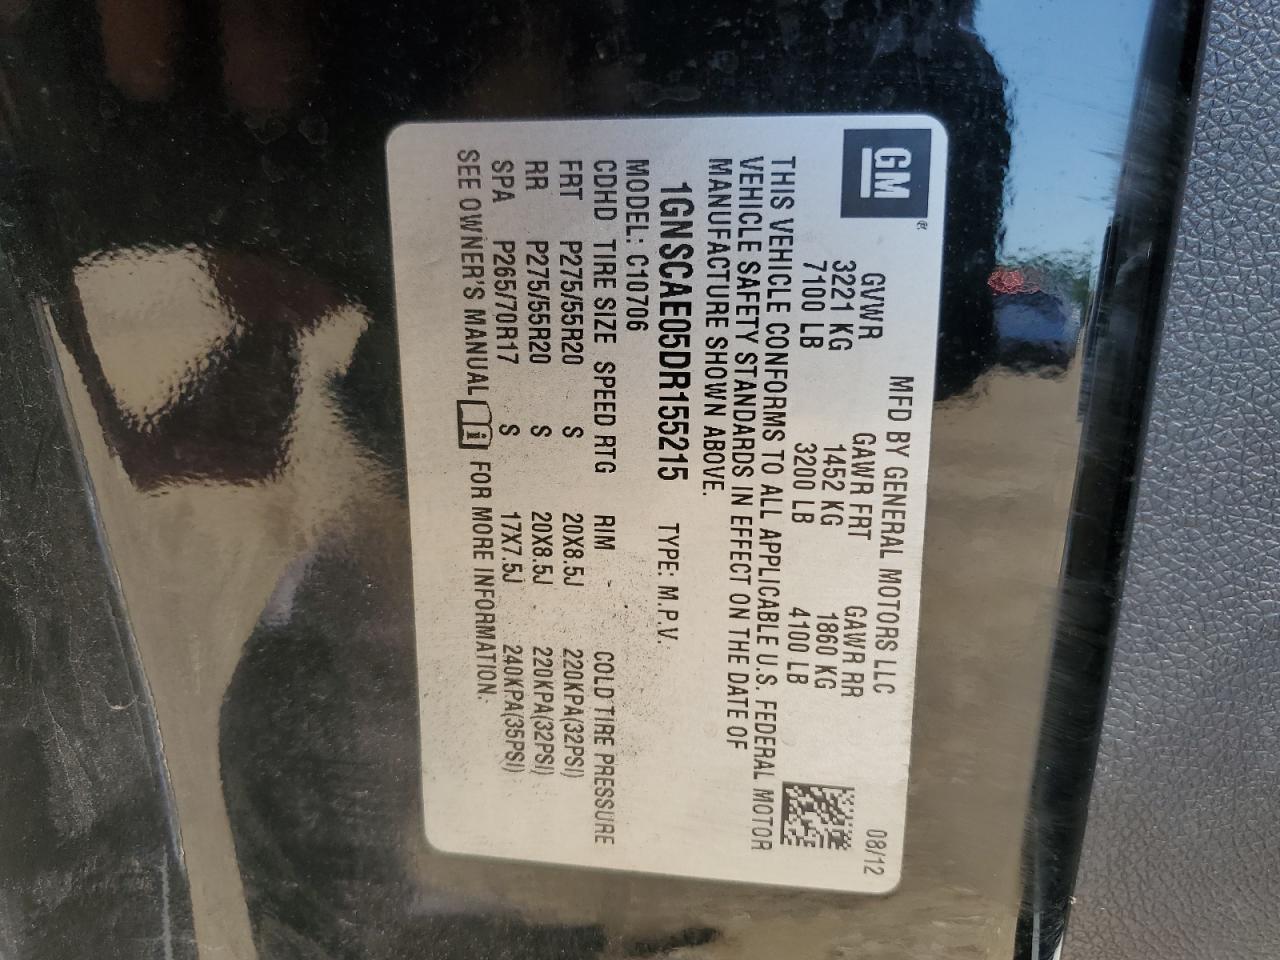 GM®
MFD BY GENERAL MOTORS LLC 08/12
GVWR GAWR FRT GAWR RR
3221 KG 1452 KG 1860 KG
7100 LB 3200 LB 4100 LB
THIS VEHICLE CONFORMS TO ALL APPLICABLE U.S. FEDERAL MOTOR
VEHICLE SAFETY STANDARDS IN EFFECT ON THE DATE OF
MANUFACTURE SHOWN ABOVE.
1GNSCAE05DR155215 TYPE: M.P.V.
MODEL: C10706
CDHD TIRE SIZE SPEED RTG RIM COLD TIRE PRESSURE
FRT P275/55R20 S 20X8.5J 220KPA(32PSI)
RR P275/55R20 S 20X8.5J 220KPA(32PSI)
SPA P265/70R17 S 17X7.5J 240KPA(35PSI)
SEE OWNER'S MANUAL i FOR MORE INFORMATION.